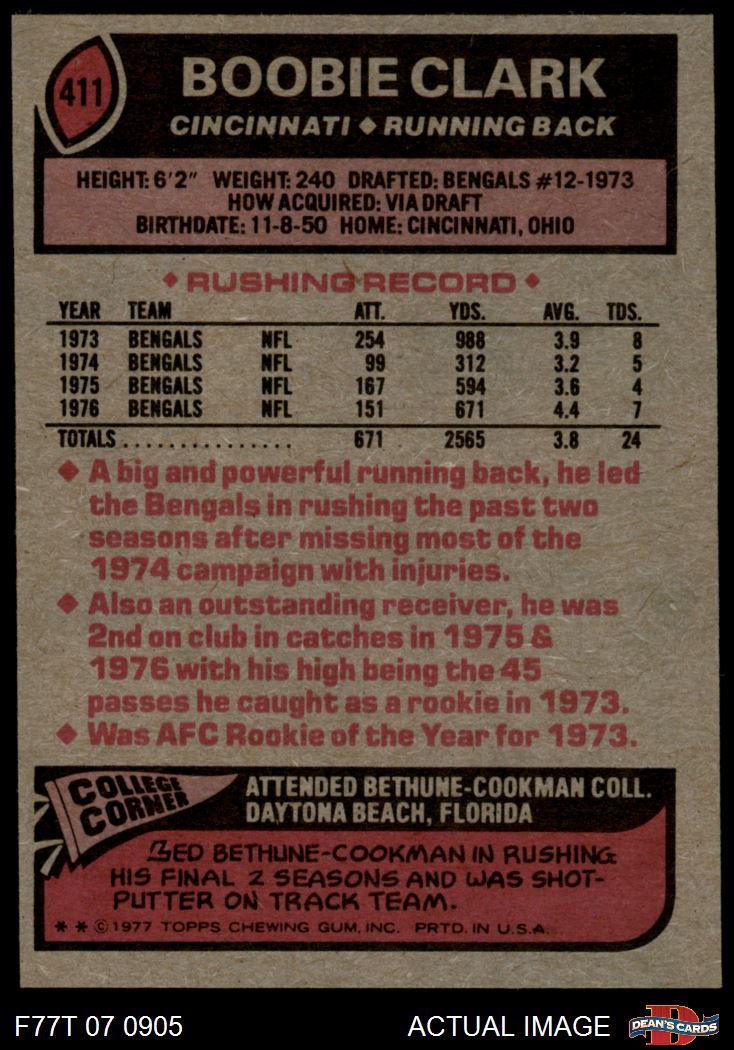 411
BOOBIE CLARK
CINCINNATI ◆ RUNNING BACK
HEIGHT: 6'2" WEIGHT: 240 DRAFTED: BENGALS #12-1973
HOW ACQUIRED: VIA DRAFT
BIRTHDATE: 11-8-50 HOME: CINCINNATI, OHIO
◆ RUSHING RECORD ◆
YEAR TEAM ATT. YDS. AVG. TDS.
1973 BENGALS NFL 254 988 3.9 8
1974 BENGALS NFL 99 312 3.2 5
1975 BENGALS NFL 167 594 3.6 4
1976 BENGALS NFL 151 671 4.4 7
TOTALS................ 671 2565 3.8 24
◆ A big and powerful running back, he led
the Bengals in rushing the past two
seasons after missing most of the
1974 campaign with injuries.
◆ Also an outstanding receiver, he was
2nd on club in catches in 1975 &
1976 with his high being the 45
passes he caught as a rookie in 1973.
◆ Was AFC Rookie of the Year for 1973.
COLLEGE
CORNER
ATTENDED BETHUNE-COOKMAN COLL.
DAYTONA BEACH, FLORIDA
LED BETHUNE-COOKMAN IN RUSHING
HIS FINAL 2 SEASONS AND WAS SHOT-
PUTTER ON TRACK TEAM.
* * © 1977 TOPPS CHEWING GUM, INC. PRTD. IN U.S.A.
F77T 07 0905
ACTUAL IMAGE
D
DEAN'S CARDS